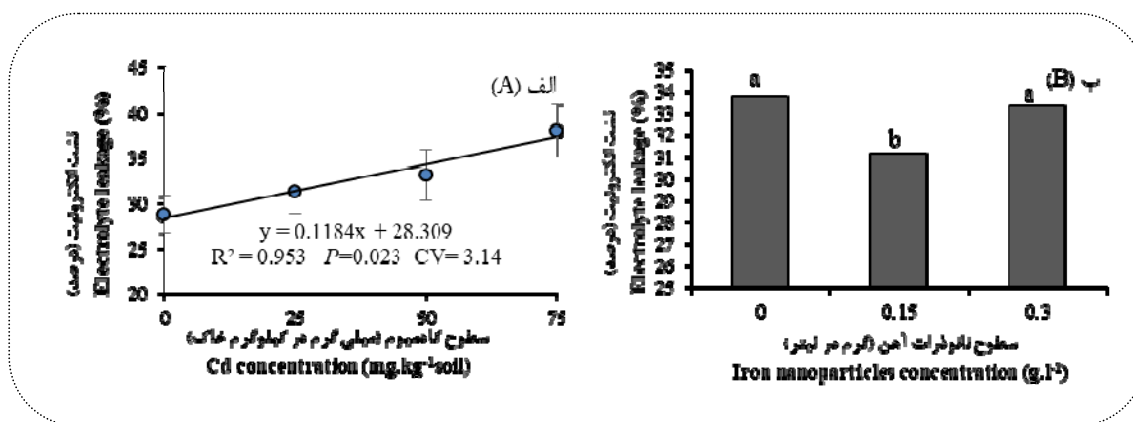 الف (A)
نشت الکترولیت (درصد)
Electrolyte leakage (%)
45
40
35
30
25
20
y = 0.1184x + 28.309
R² = 0.953 P=0.023 CV= 3.14
0 25 50 75
سطوح کادمیوم (میلی گرم در کیلوگرم خاک)
Cd concentration (mg.kg⁻¹soil)
ب (B)
نشت الکترولیت (درصد)
Electrolyte leakage (%)
35
34
33
32
31
30
29
28
27
26
25
a
b
a
0 0.15 0.3
سطوح نانوذرات آهن (گرم در لیتر)
Iron nanoparticles concentration (g.l⁻¹)